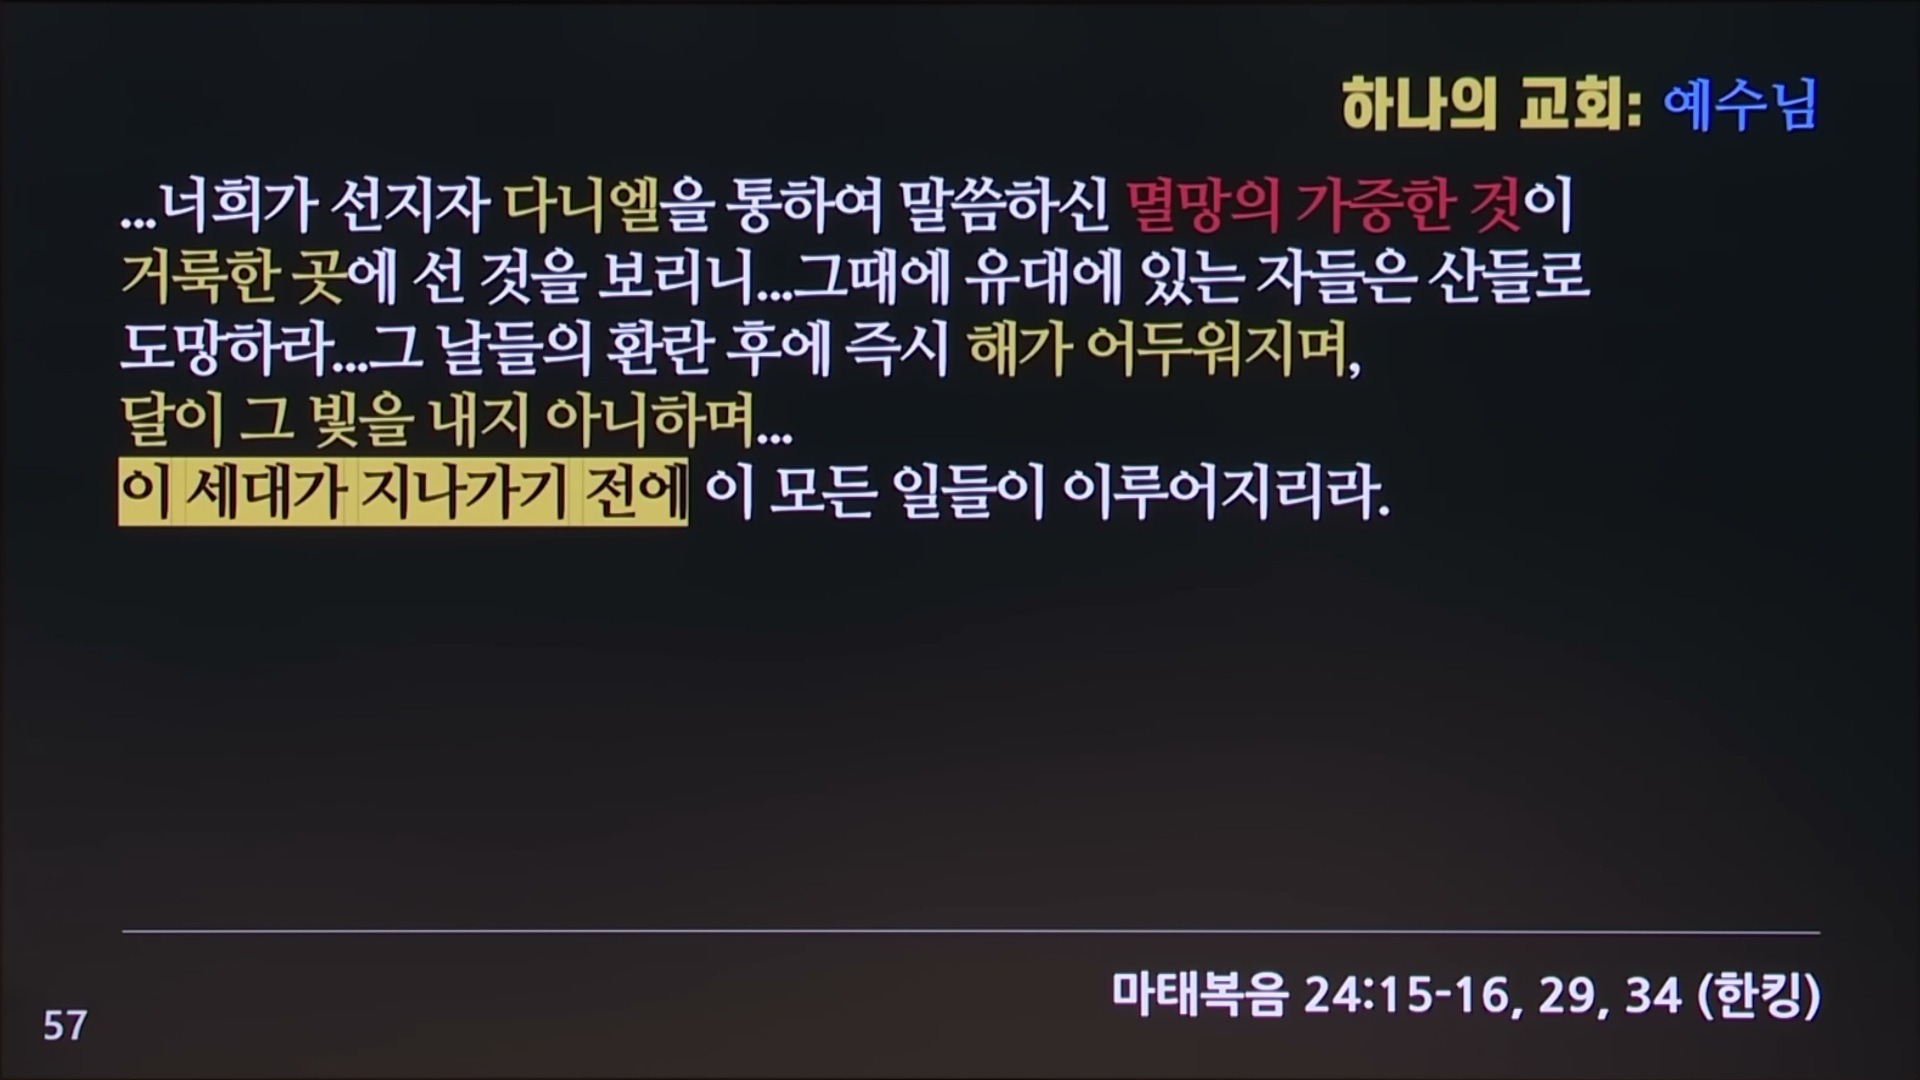 하나의 교회: 예수님
...너희가 선지자 다니엘을 통하여 말씀하신 멸망의 가증한 것이
거룩한 곳에 선 것을 보리니...그때에 유대에 있는 자들은 산들로
도망하라...그 날들의 환란 후에 즉시 해가 어두워지며,
달이 그 빛을 내지 아니하며...
이 세대가 지나가기 전에 이 모든 일들이 이루어지리라.
마태복음 24:15-16, 29, 34 (한킹)
57